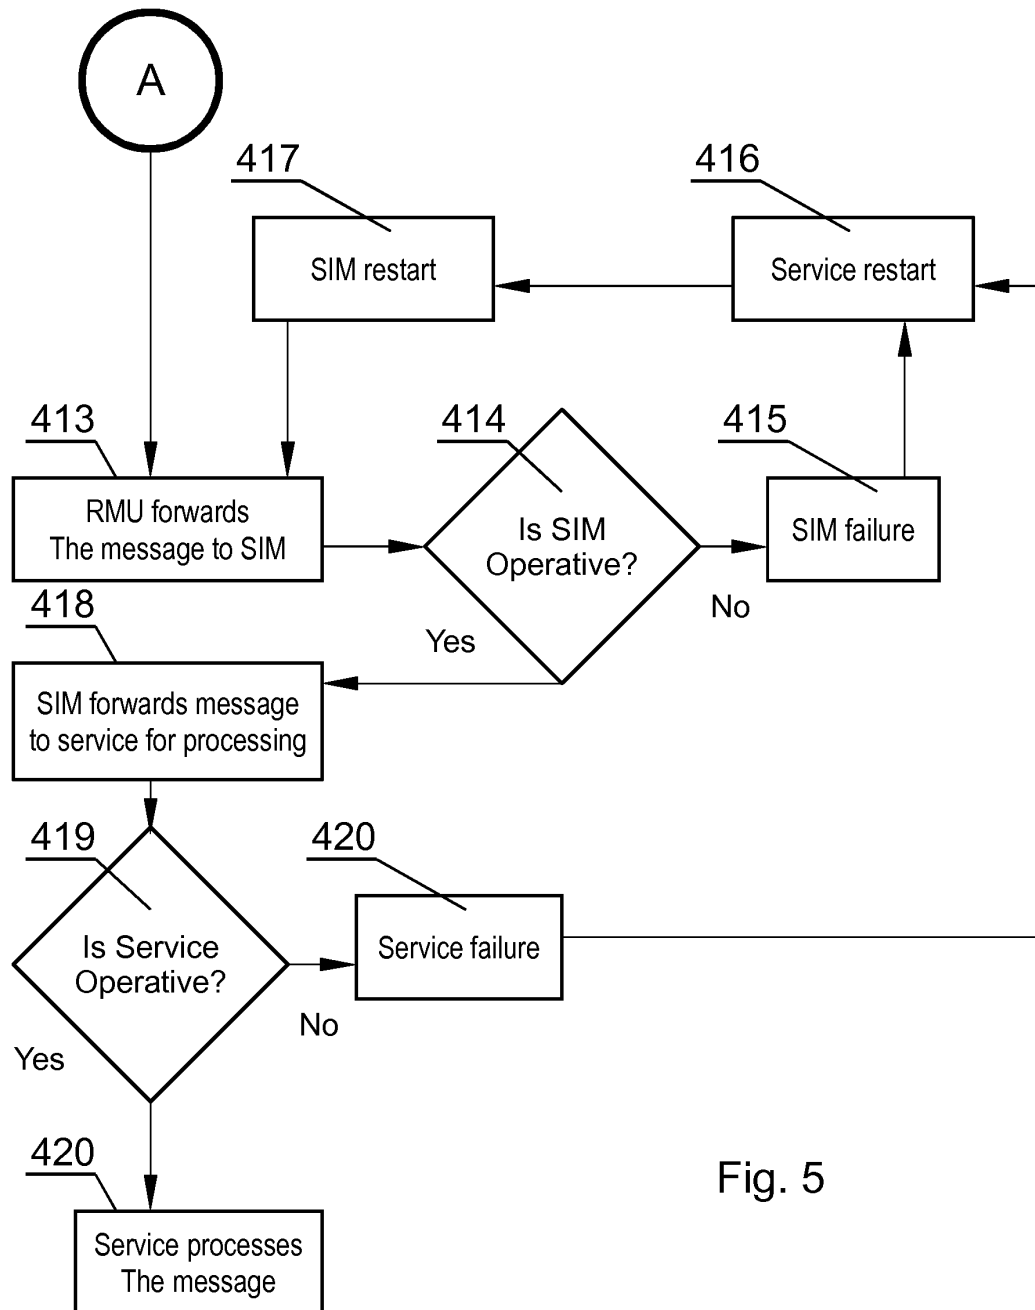 A
417
416
SIM restart
Service restart
413
414
415
RMU forwards
The message to SIM
Is SIM
Operative?
SIM failure
No
Yes
418
SIM forwards message
to service for processing
419
420
Is Service
Operative?
Service failure
No
Yes
420
Service processes
The message
Fig. 5